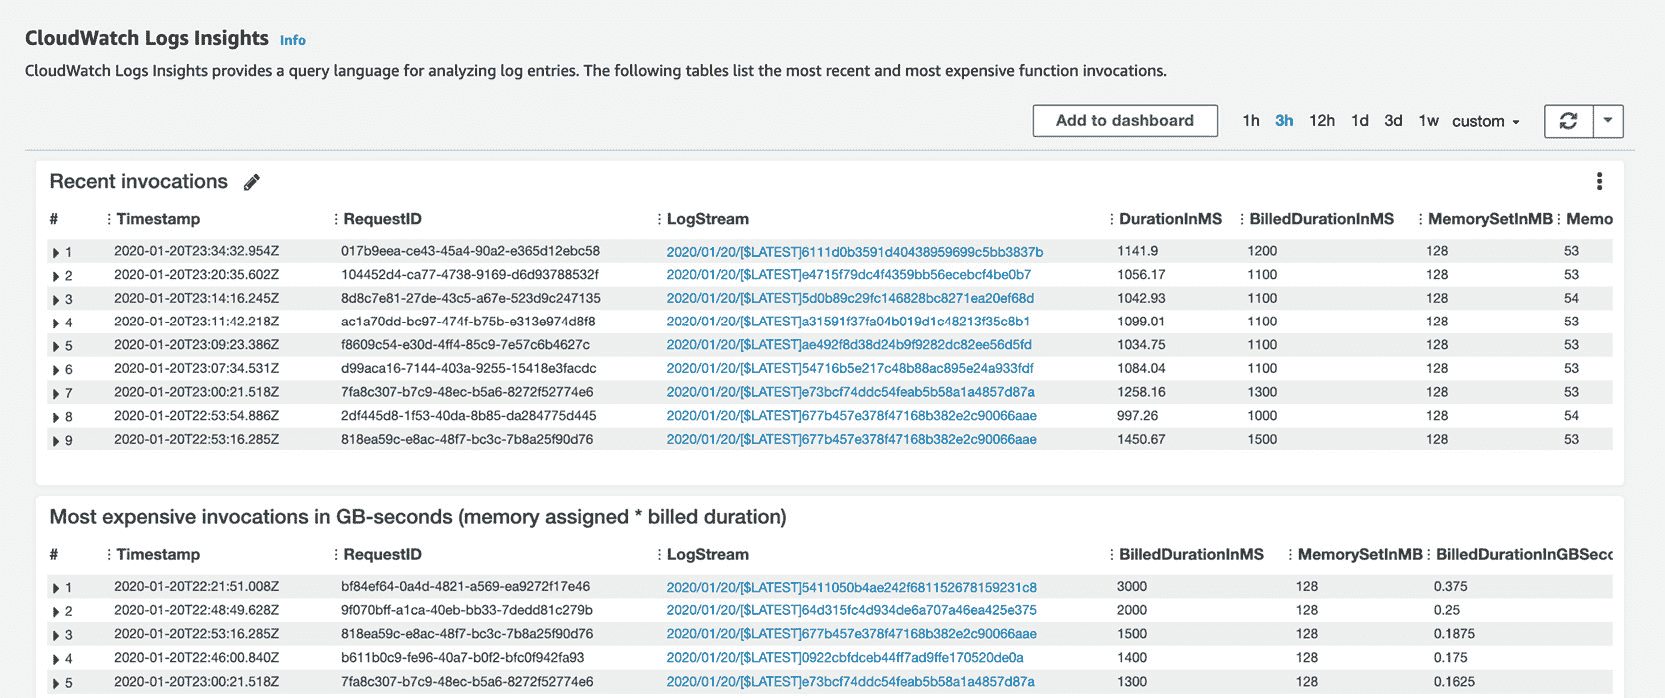 CloudWatch Logs Insights Info
CloudWatch Logs Insights provides a query language for analyzing log entries. The following tables list the most recent and most expensive function invocations.
Add to dashboard 1h 3h 12h 1d 3d 1w custom
Recent invocations
# Timestamp RequestID LogStream DurationInMS BilledDurationInMS MemorySetInMB Memo
1 2020-01-20T23:34:32.954Z 017b9eea-ce43-45a4-90a2-e365d12ebc58 2020/01/20/[$LATEST]6111d0b3591d40438959699c5bb3837b 1141.9 1200 128 53
2 2020-01-20T23:20:35.602Z 104452d4-ca77-4738-9169-d6d93788532f 2020/01/20/[$LATEST]e4715f79dc4f4359bb56ecebcf4be0b7 1056.17 1100 128 53
3 2020-01-20T23:14:16.245Z 8d8c7e81-27de-43c5-a67e-523d9c247135 2020/01/20/[$LATEST]5d0b89c29fc146828bc8271ea20ef68d 1042.93 1100 128 54
4 2020-01-20T23:11:42.218Z ac1a70dd-bc97-474f-b75b-e313e974d8f8 2020/01/20/[$LATEST]a31591f37fa04b019d1c48213f35c8b1 1099.01 1100 128 53
5 2020-01-20T23:09:23.386Z f8609c54-e30d-4ff4-85c9-7e57c6b4627c 2020/01/20/[$LATEST]ae492f8d38d24b9f9282dc82ee56d5fd 1034.75 1100 128 53
6 2020-01-20T23:07:34.531Z d99aca16-7144-403a-9255-15418e3facdc 2020/01/20/[$LATEST]54716b5e217c48b88ac895e24a933fdf 1084.04 1100 128 53
7 2020-01-20T23:00:21.518Z 7fa8c307-b7c9-48ec-b5a6-8272f52774e6 2020/01/20/[$LATEST]e73bcf74ddc54feab5b58a1a4857d87a 1258.16 1300 128 53
8 2020-01-20T22:53:54.886Z 2df445d8-1f53-40da-8b85-da284775d445 2020/01/20/[$LATEST]677b457e378f47168b382e2c90066aae 997.26 1000 128 54
9 2020-01-20T22:53:16.285Z 818ea59c-e8ac-48f7-bc3c-7b8a25f90d76 2020/01/20/[$LATEST]677b457e378f47168b382e2c90066aae 1450.67 1500 128 53
Most expensive invocations in GB-seconds (memory assigned * billed duration)
# Timestamp RequestID LogStream BilledDurationInMS MemorySetInMB BilledDurationInGBSecc
1 2020-01-20T22:21:51.008Z bf84ef64-0a4d-4821-a569-ea9272f17e46 2020/01/20/[$LATEST]5411050b4ae242f681152678159231c8 3000 128 0.375
2 2020-01-20T22:48:49.628Z 9f070bff-a1ca-40eb-bb33-7dedd81c279b 2020/01/20/[$LATEST]64d315fc4d934de6a707a46ea425e375 2000 128 0.25
3 2020-01-20T22:53:16.285Z 818ea59c-e8ac-48f7-bc3c-7b8a25f90d76 2020/01/20/[$LATEST]677b457e378f47168b382e2c90066aae 1500 128 0.1875
4 2020-01-20T22:46:00.840Z b611b0c9-fe96-40a7-b0f2-bfc0f942fa93 2020/01/20/[$LATEST]0922cbfdceb44ff7ad9ffe170520de0a 1400 128 0.175
5 2020-01-20T23:00:21.518Z 7fa8c307-b7c9-48ec-b5a6-8272f52774e6 2020/01/20/[$LATEST]e73bcf74ddc54feab5b58a1a4857d87a 1300 128 0.1625